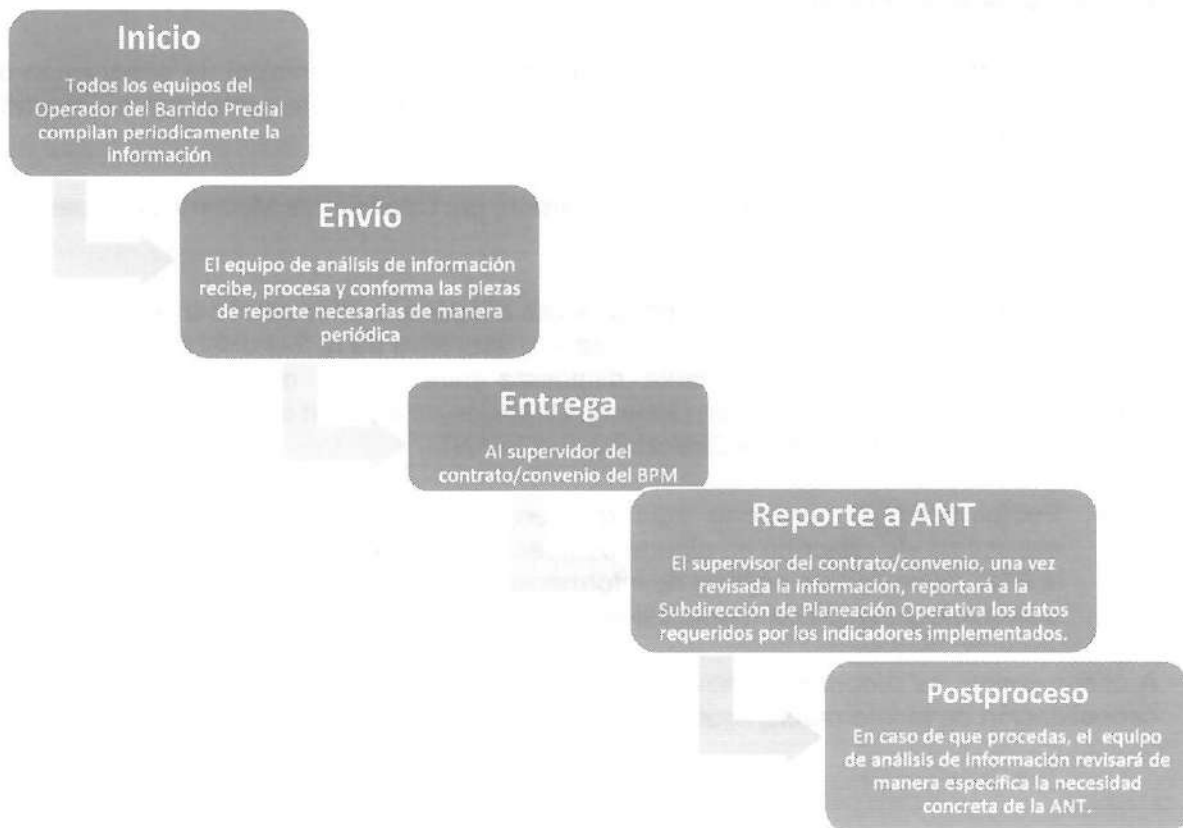 Inicio
Todos los equipos del
Operador del Barrido Predial
compilan periodicamente la
información
Envío
El equipo de análisis de información
recibe, procesa y conforma las piezas
de reporte necesarias de manera
periódica
Entrega
Al supervidor del
contrato/convenio del BPM
Reporte a ANT
El supervisor del contrato/convenio, una vez
revisada la información, reportará a la
Subdirección de Planeación Operativa los datos
requeridos por los indicadores implementados.
Postproceso
En caso de que procedas, el equipo
de análisis de información revisará de
manera específica la necesidad
concreta de la ANT.